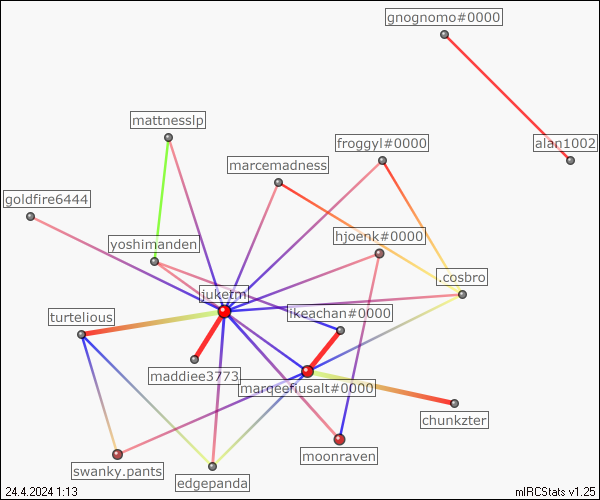 gnognomo#0000
mattnesslp
froggyl#0000
alan1002
marcemadness
goldfire6444
hjoenk#0000
yoshimanden
.cosbro
juketm
ikeachan#0000
turtelious
maddiee3773
marqeefiusalt#0000
chunkzter
moonraven
swanky.pants
edgepanda
24.4.2024 1:13
mIRCStats v1.25